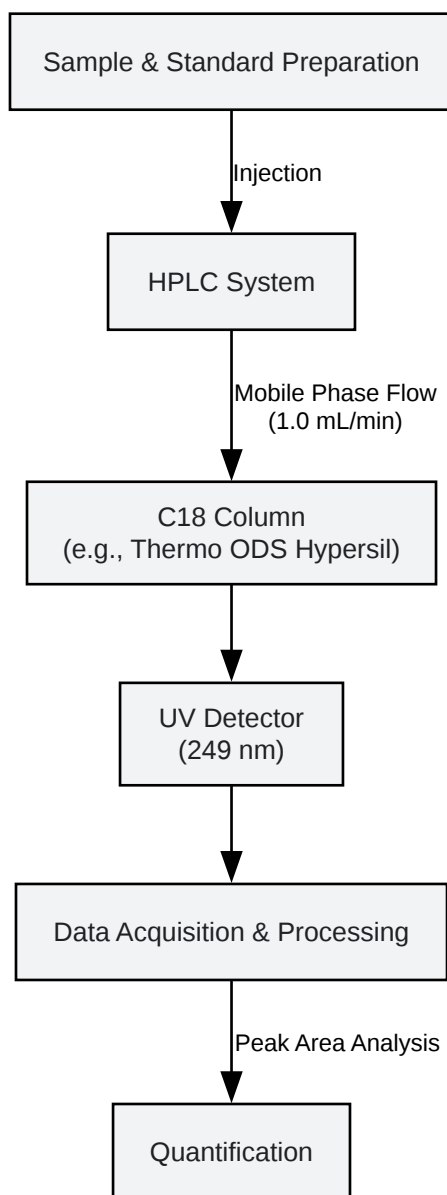 Sample & Standard Preparation
Injection
HPLC System
Mobile Phase Flow
(1.0 mL/min)
C18 Column
(e.g., Thermo ODS Hypersil)
UV Detector
(249 nm)
Data Acquisition & Processing
Peak Area Analysis
Quantification